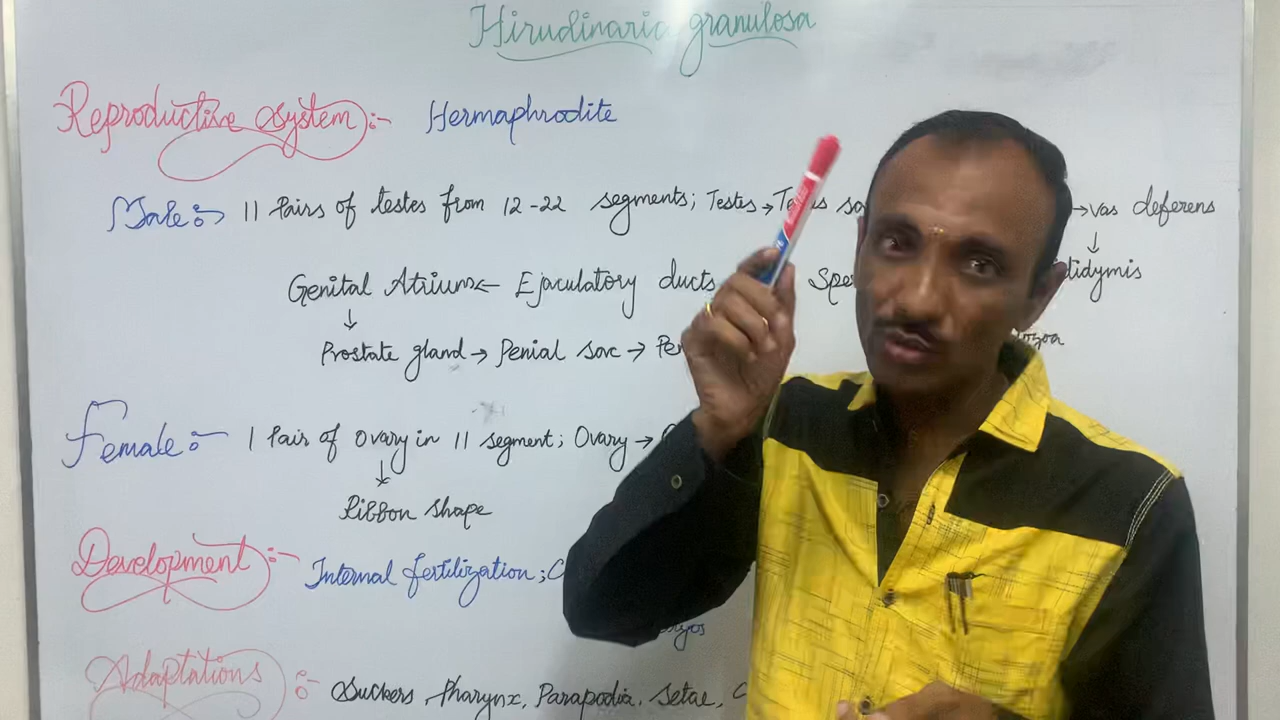 Hirudinaria granulosa
Reproductive System:- Hermaphrodite
Male:- 11 Pairs of testes from 12-22 segments; Testes → → Vas deferens
Genital Atrium ← Ejaculatory ducts
Prostate gland → Penial sac →
Female:- 1 Pair of Ovary in 11 segment; Ovary →
Ribbon shape
Development:- Internal fertilization;
Adaptations:- Suckers, Pharynx, Parapodia, Setae,